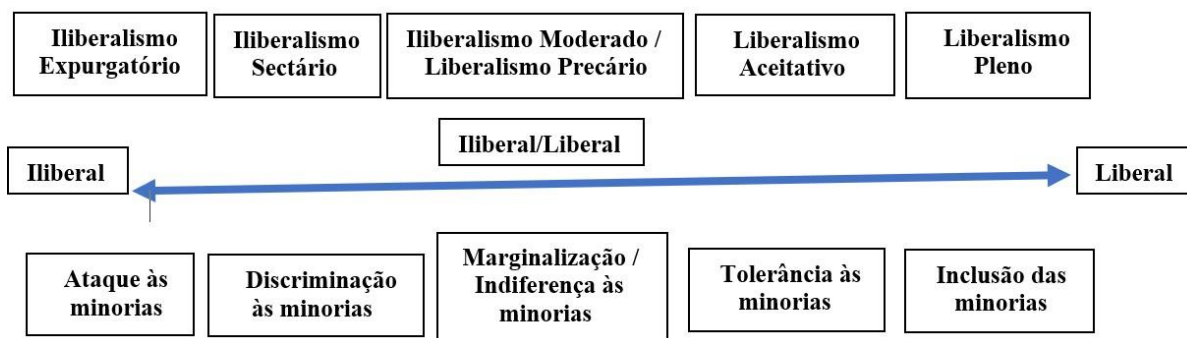 Iliberalismo
Expurgatório
Iliberalismo
Sectário
Iliberalismo Moderado /
Liberalismo Precário
Liberalismo
Aceitativo
Liberalismo
Pleno
Iliberal/Liberal
Iliberal
Liberal
Ataque às
minorias
Discriminação
às minorias
Marginalização /
Indiferença às
minorias
Tolerância às
minorias
Inclusão das
minorias